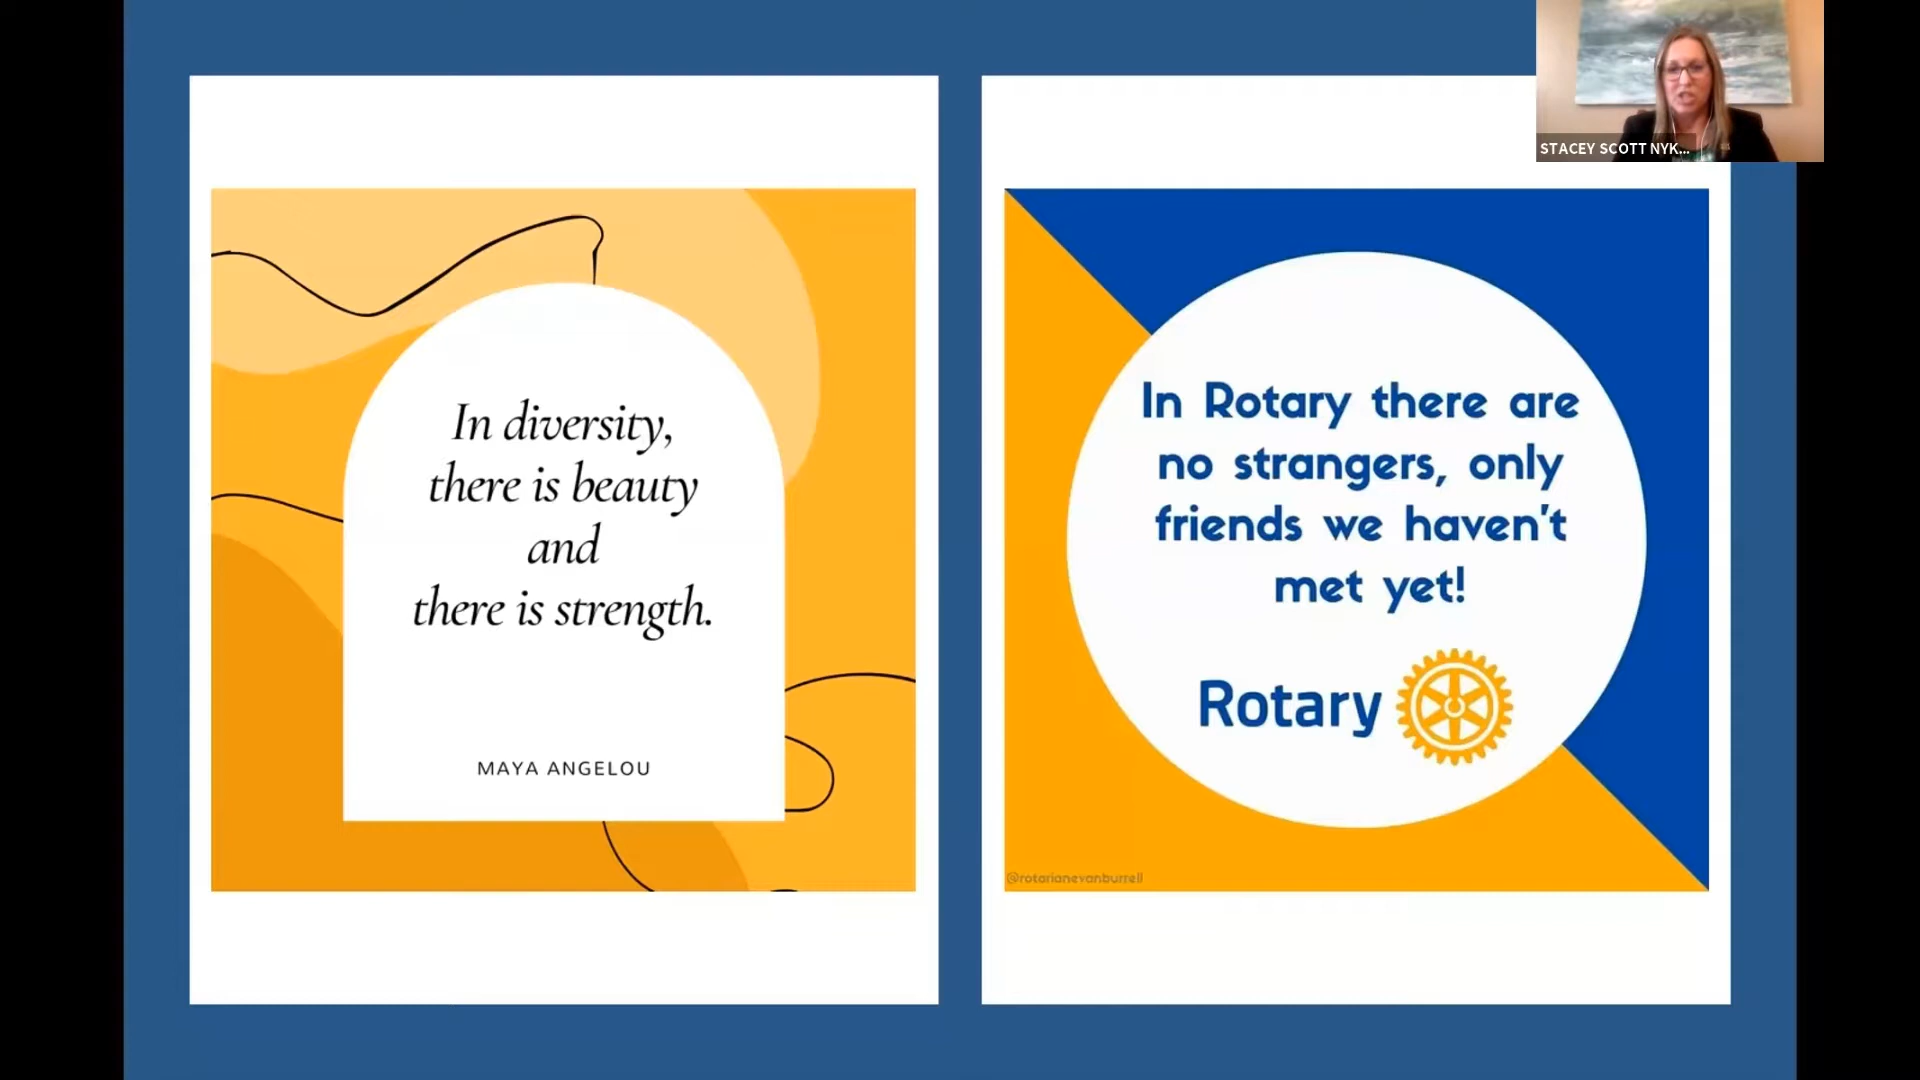 STACEY SCOTT NYK...
In diversity,
there is beauty
and
there is strength.
MAYA ANGELOU
In Rotary there are
no strangers, only
friends we haven't
met yet!
Rotary
@rotarianevanburrell